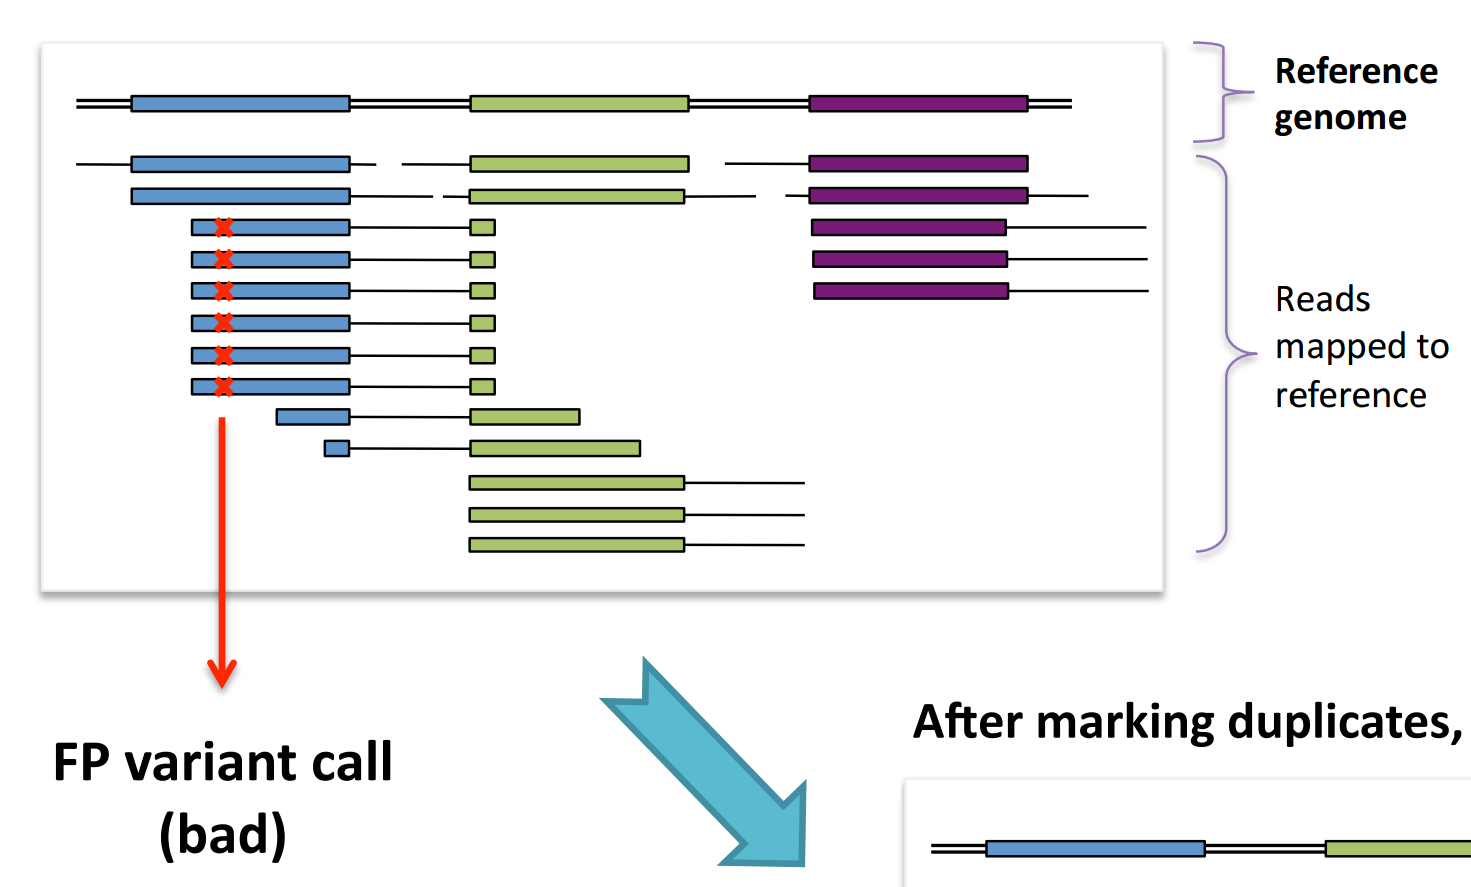 Reference
genome
Reads
mapped to
reference
FP variant call
(bad)
After marking duplicates,